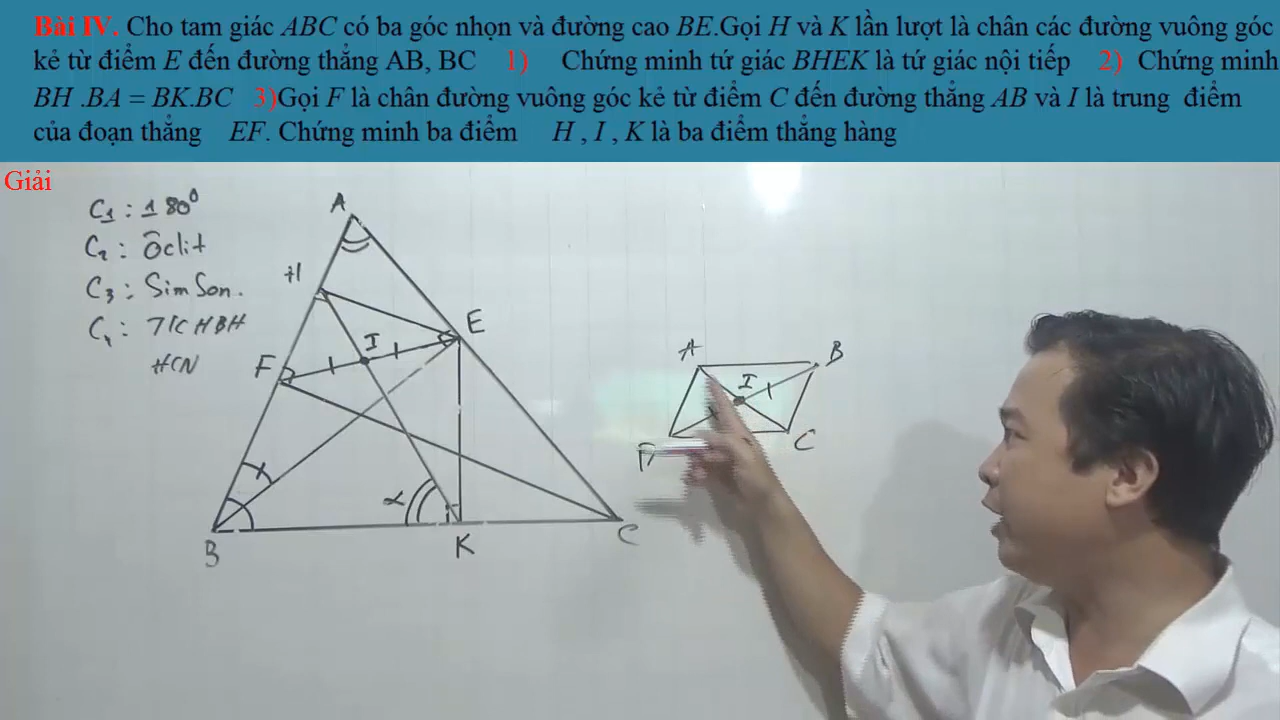 Bài IV. Cho tam giác ABC có ba góc nhọn và đường cao BE.Gọi H và K lần lượt là chân các đường vuông góc
kẻ từ điểm E đến đường thẳng AB, BC 1) Chứng minh tứ giác BHEK là tứ giác nội tiếp 2) Chứng minh
BH .BA = BK.BC 3)Gọi F là chân đường vuông góc kẻ từ điểm C đến đường thẳng AB và I là trung điểm
của đoạn thẳng EF. Chứng minh ba điểm H , I , K là ba điểm thẳng hàng
Giải
C1 : 180⁰
C2 : Ôclit
C3 : SimSon.
HBH
HCN
A
H
E
I
F
α
B
K
C
A
B
I
C